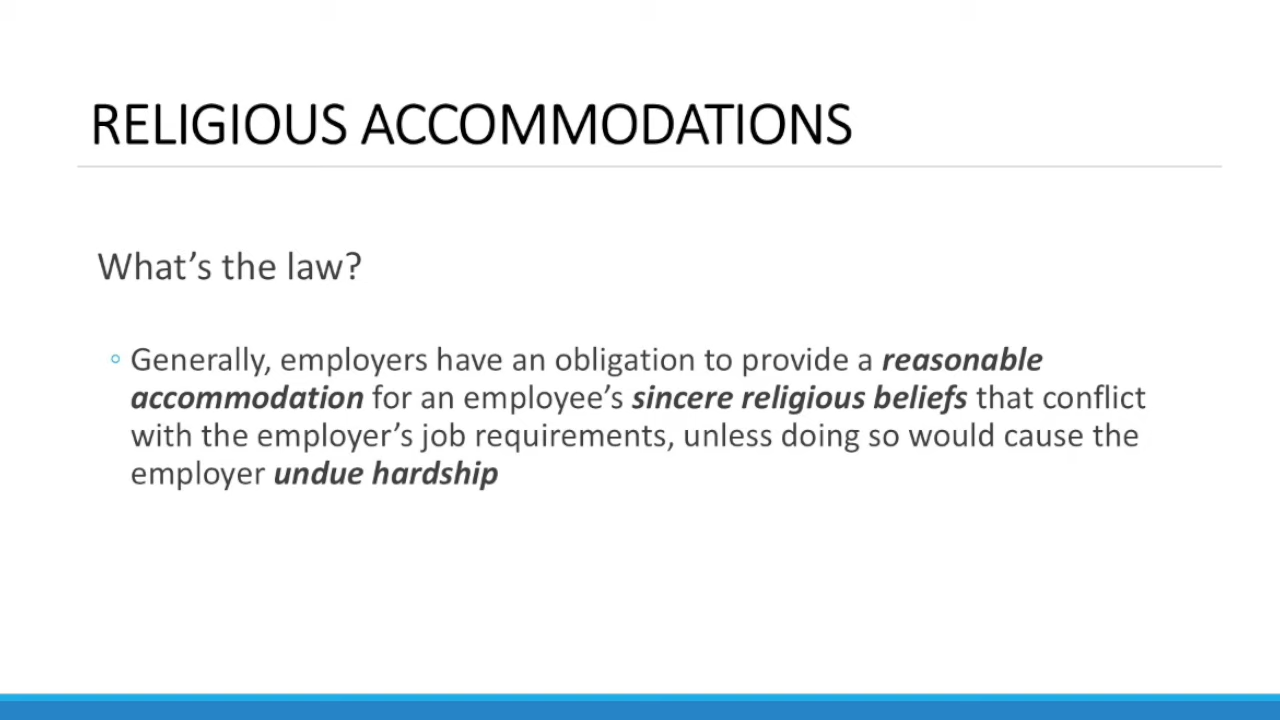 RELIGIOUS ACCOMMODATIONS
What’s the law?
◦ Generally, employers have an obligation to provide a reasonable
accommodation for an employee’s sincere religious beliefs that conflict
with the employer’s job requirements, unless doing so would cause the
employer undue hardship